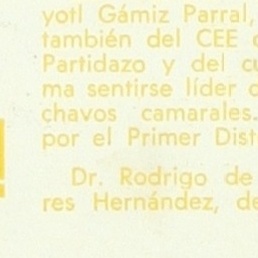 yotl Gámiz Parral,
también del CEE
Partidazo y del cu
ma sentirse líder
chavos camarales.
por el Primer Dist
Dr. Rodrigo de
res Hernández, de